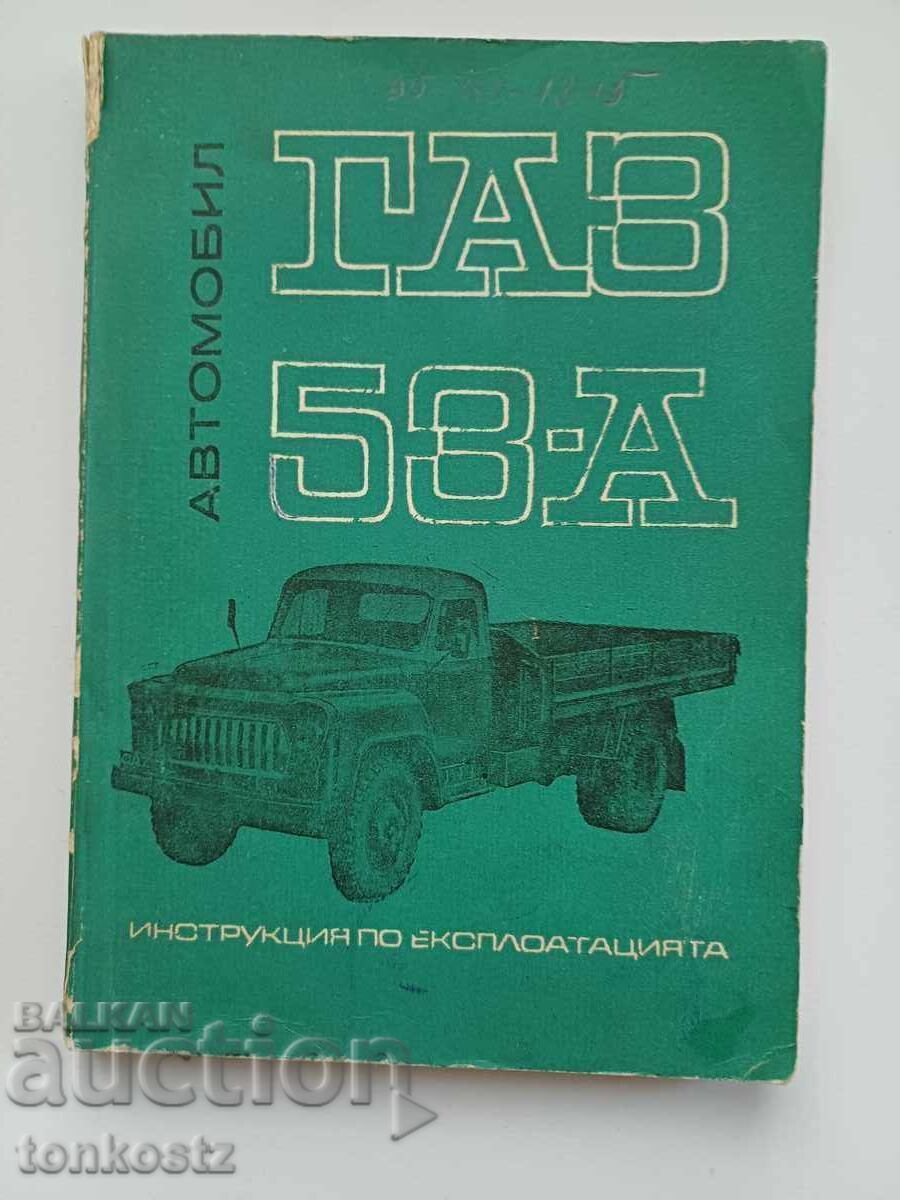 АВТОМОБИЛ
ГАЗ
53-А
ИНСТРУКЦИЯ ПО ЕКСПЛОАТАЦИЯТА
BALKAN
auction
tonkostz